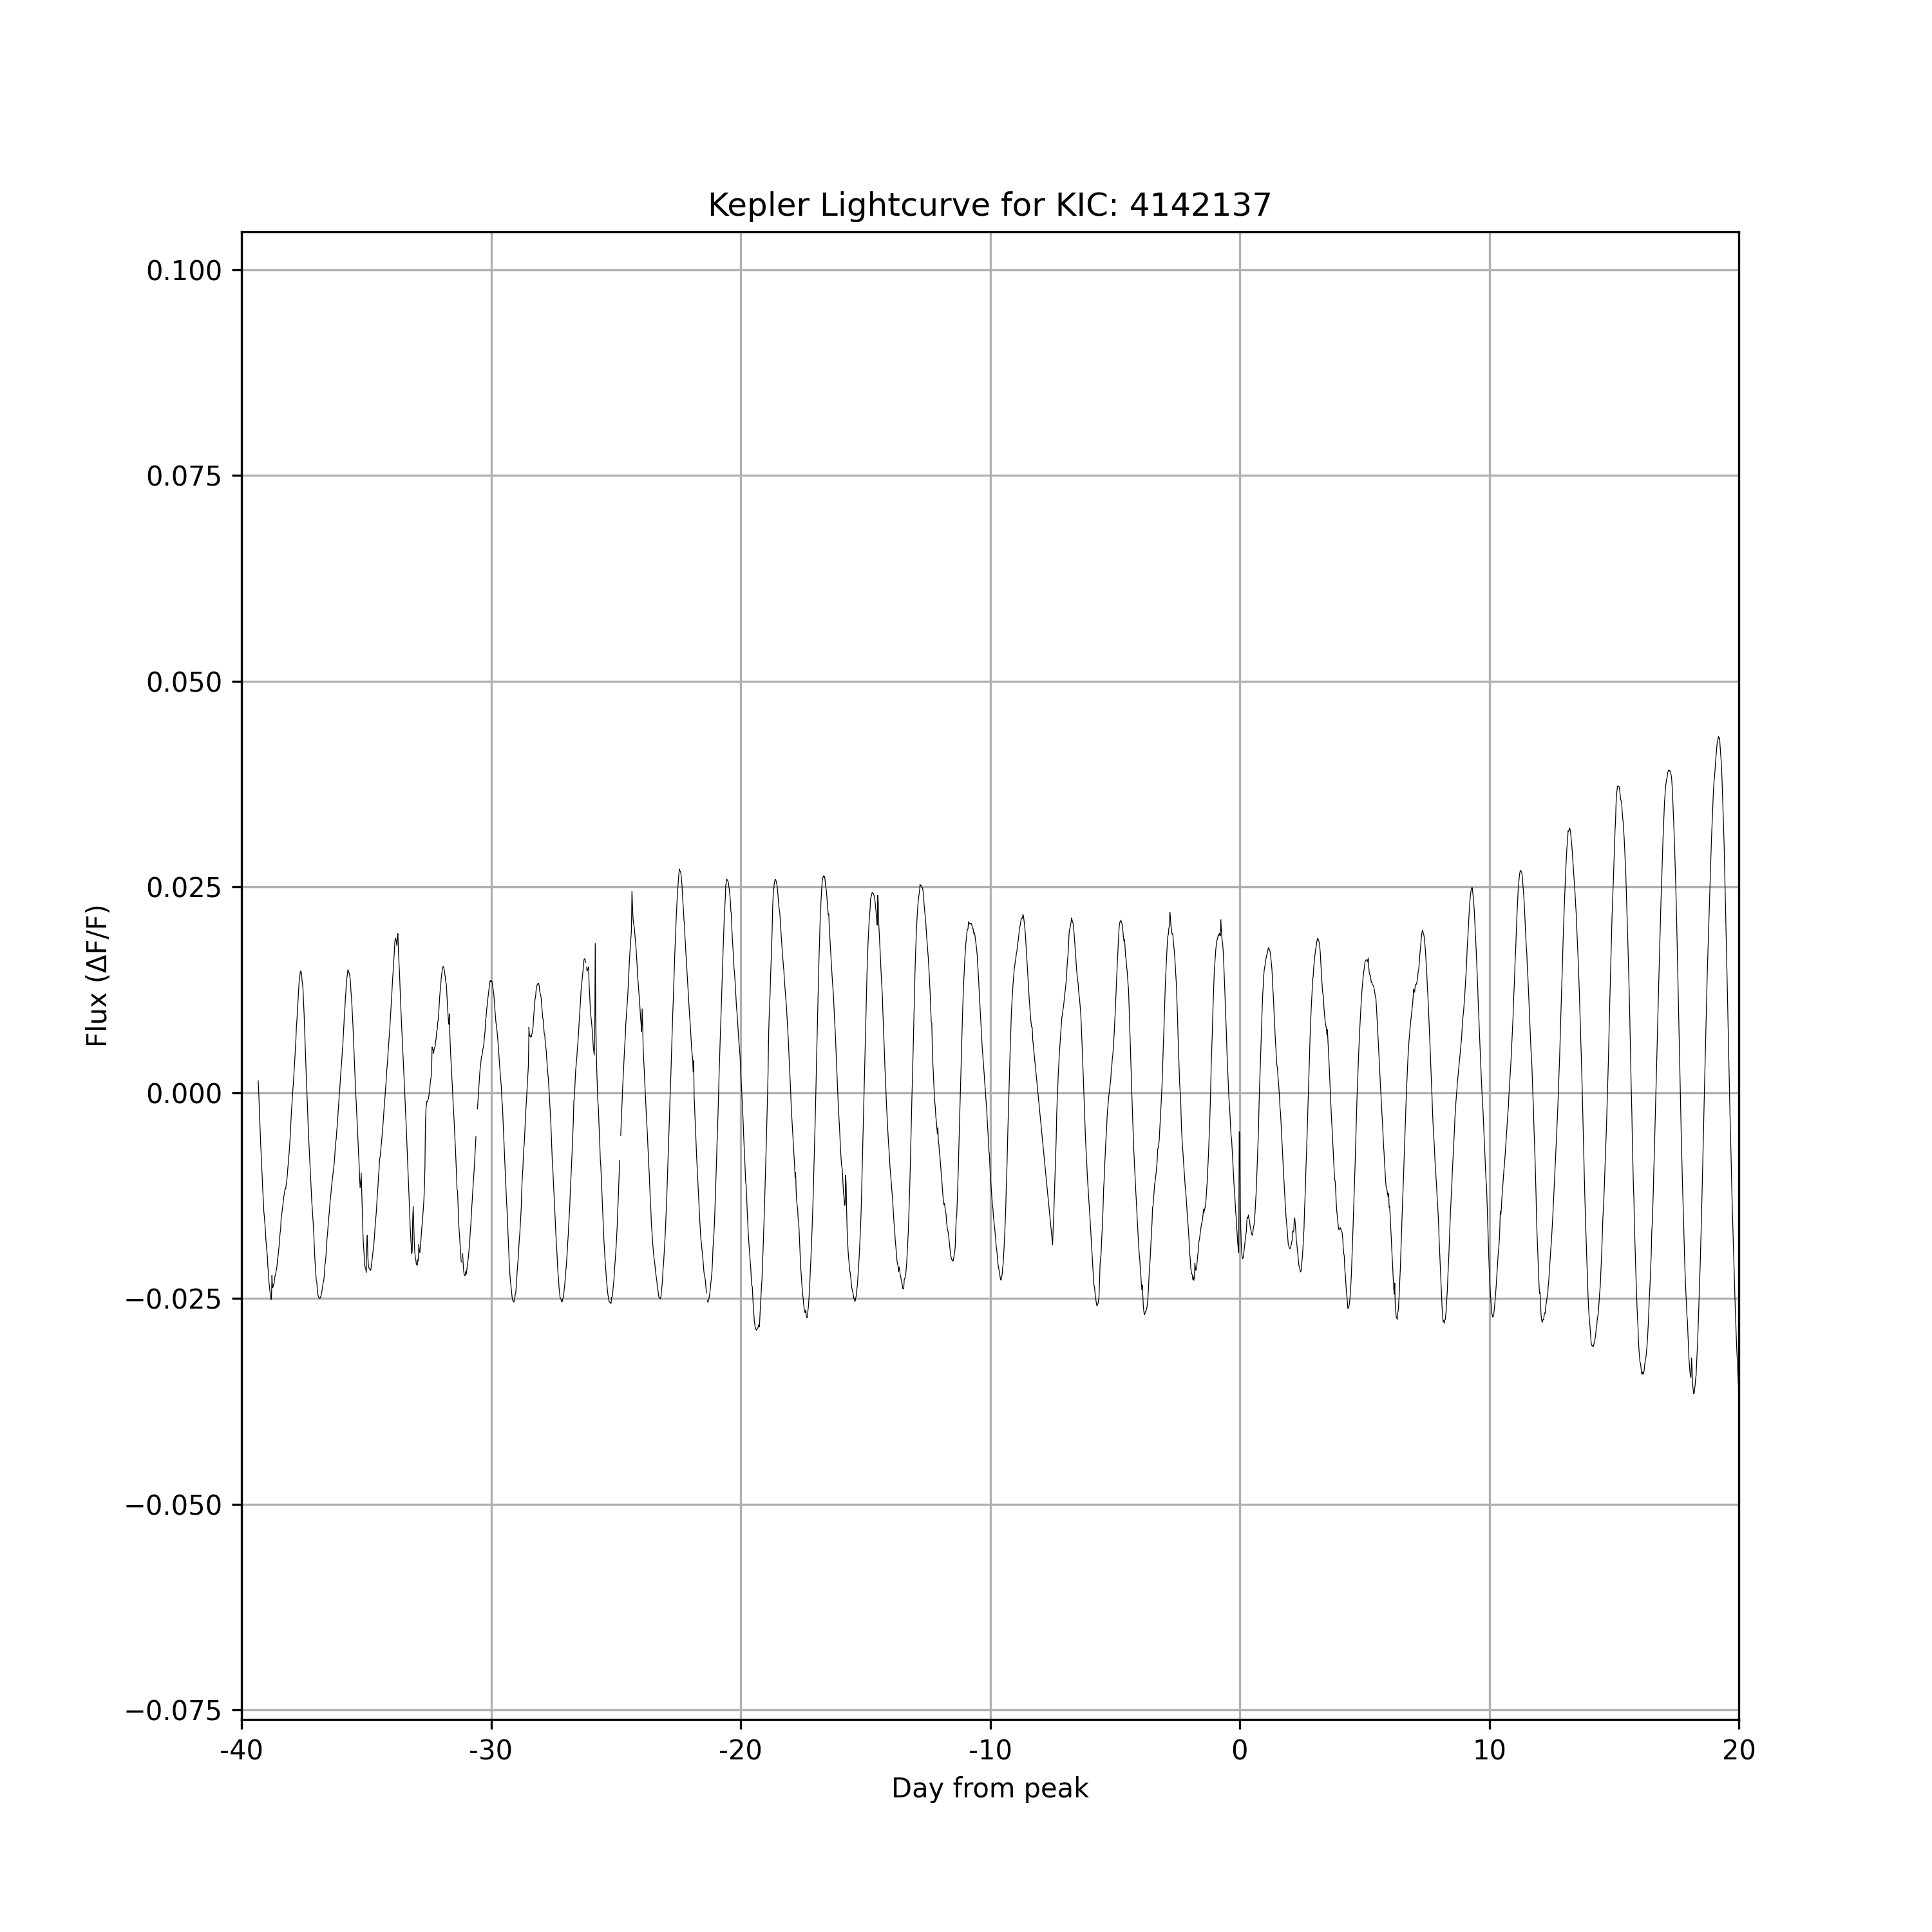 Kepler Lightcurve for KIC: 4142137
0.100
0.075
0.050
0.025
0.000
−0.025
−0.050
−0.075
Flux (ΔF/F)
-40 -30 -20 -10 0 10 20
Day from peak